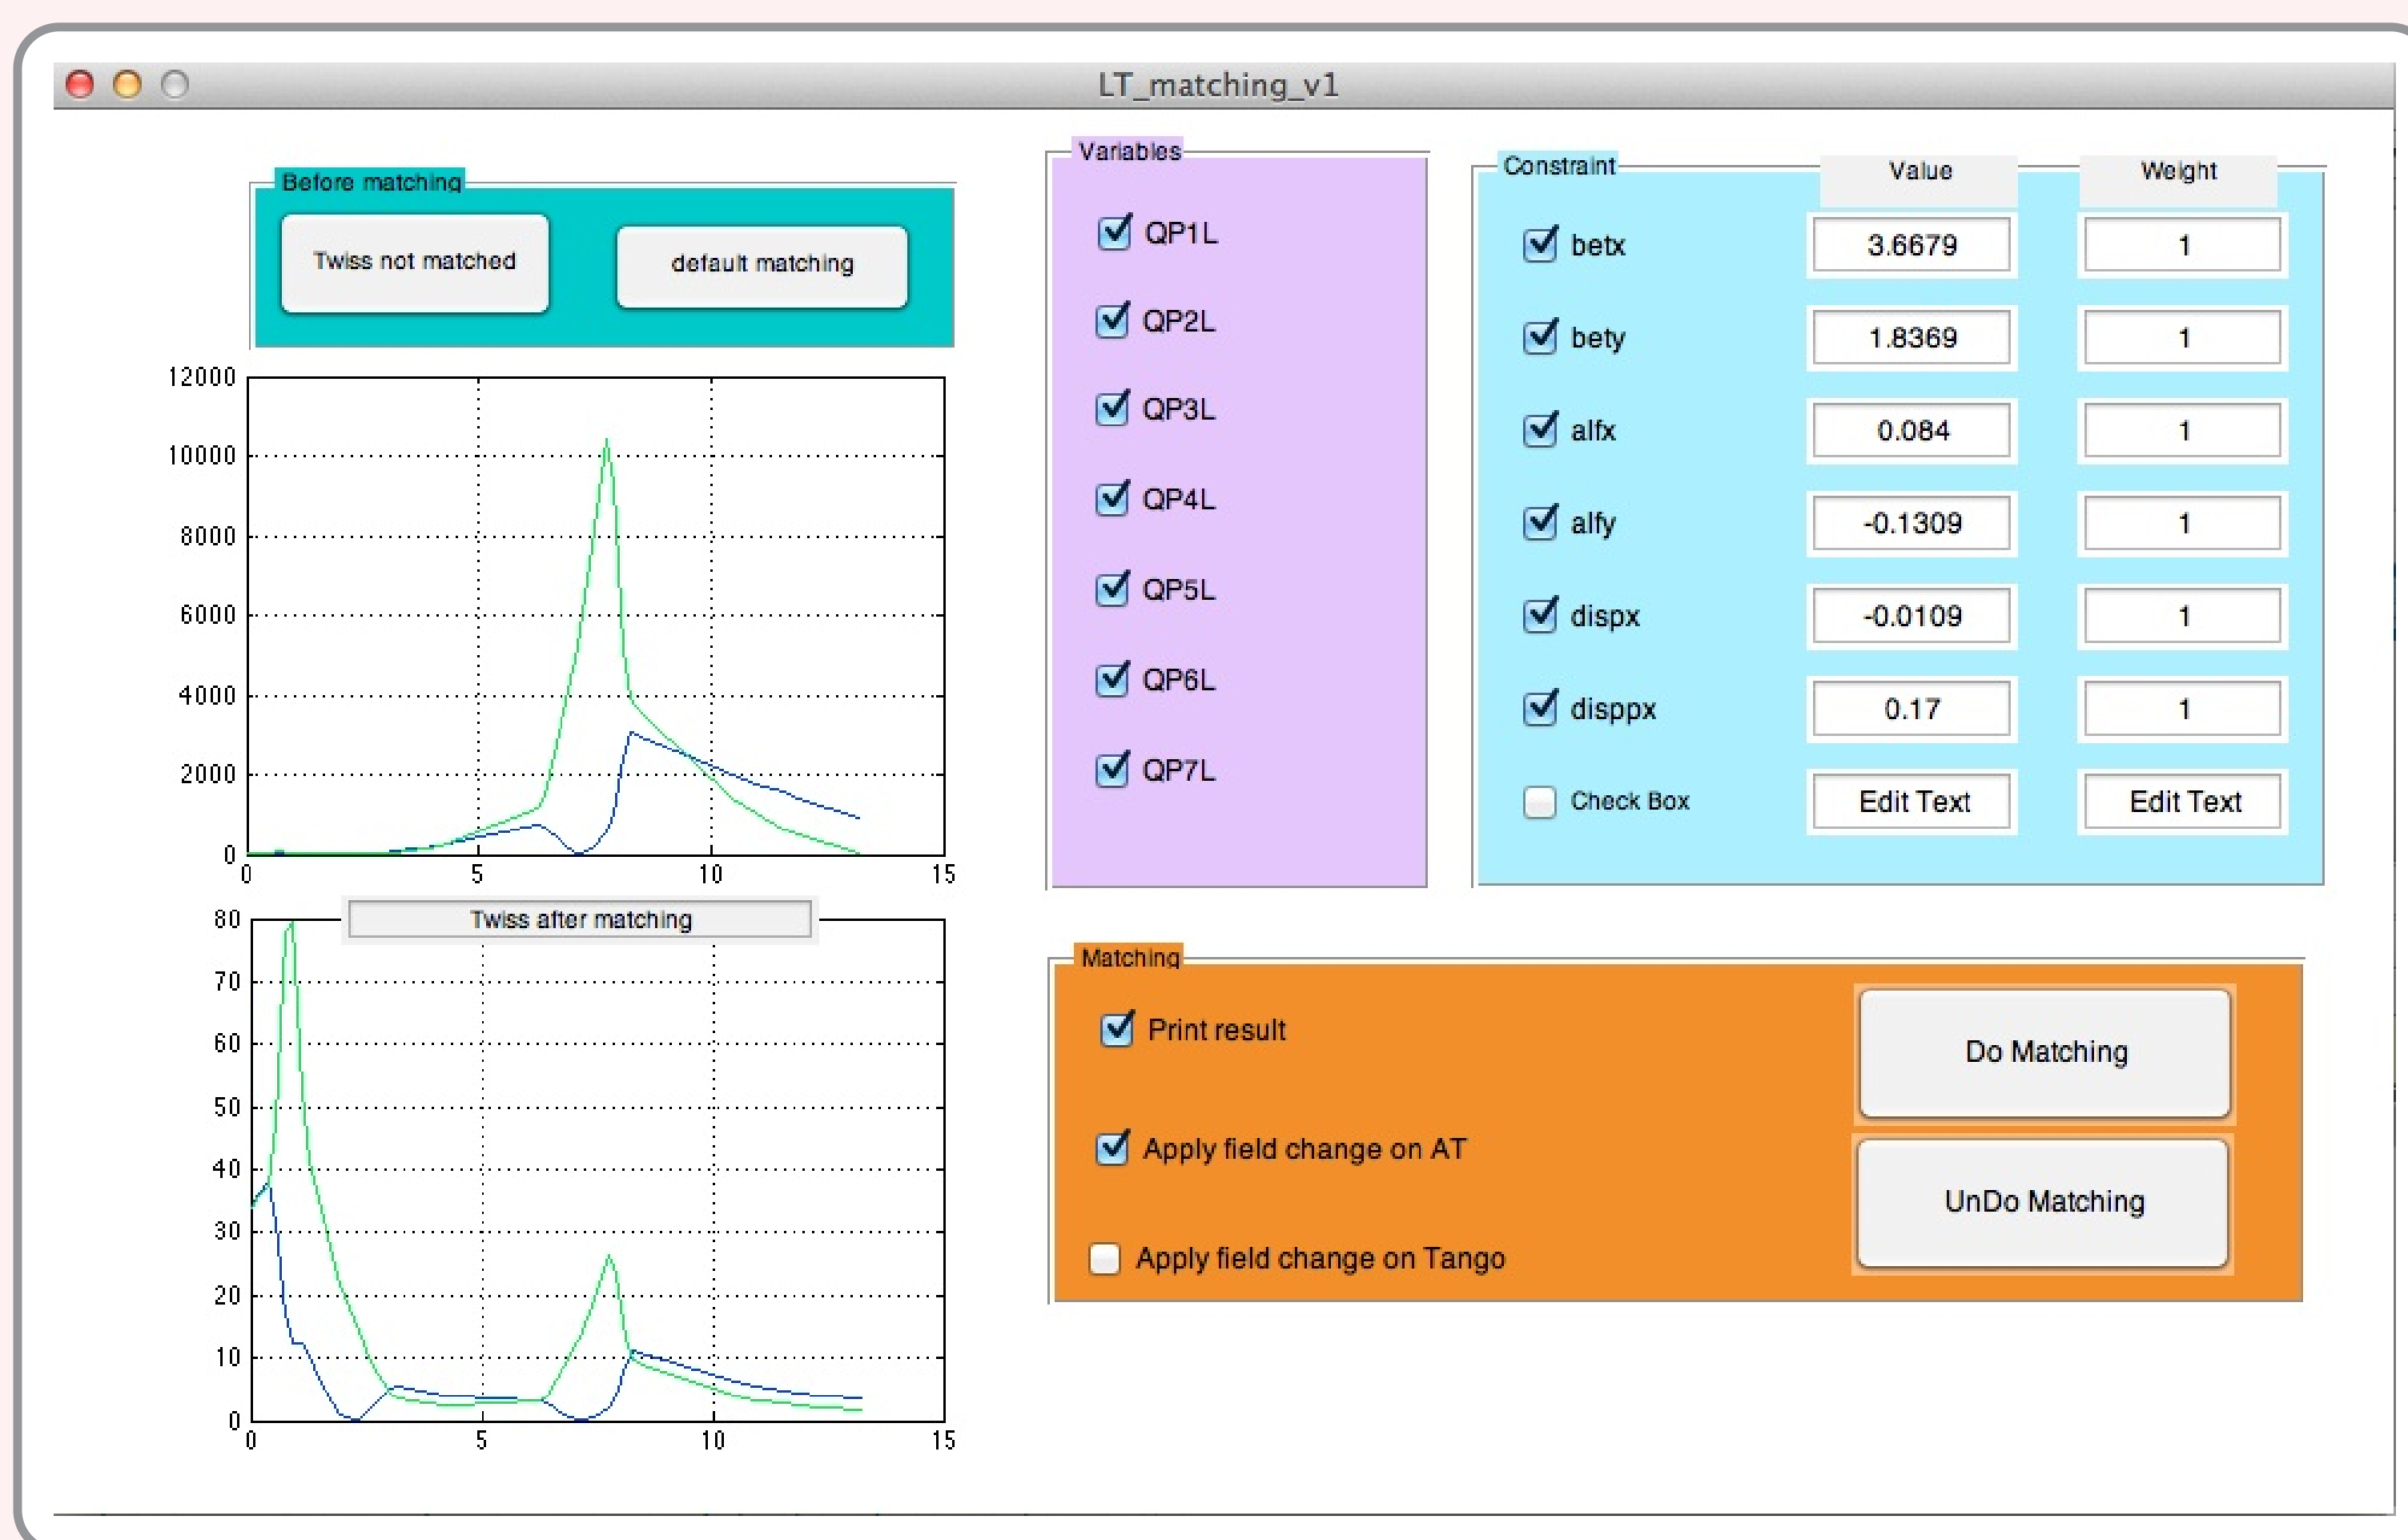 LT_matching_v1
Before matching
Twiss not matched
default matching
12000
10000
8000
6000
4000
2000
0
0 5 10 15
Twiss after matching
80
70
60
50
40
30
20
10
0
0 5 10 15
Variables
QP1L
QP2L
QP3L
QP4L
QP5L
QP6L
QP7L
Constraint Value Weight
betx 3.6679 1
bety 1.8369 1
alfx 0.084 1
alfy -0.1309 1
dispx -0.0109 1
disppx 0.17 1
Check Box Edit Text Edit Text
Matching
Print result
Apply field change on AT
Apply field change on Tango
Do Matching
UnDo Matching